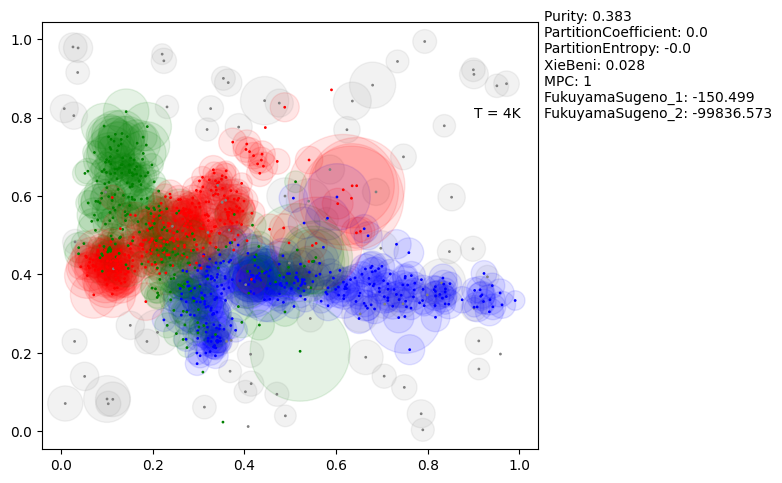 Purity: 0.383
PartitionCoefficient: 0.0
PartitionEntropy: -0.0
XieBeni: 0.028
MPC: 1
FukuyamaSugeno_1: -150.499
FukuyamaSugeno_2: -99836.573
T = 4K
1.0
0.8
0.6
0.4
0.2
0.0
0.0 0.2 0.4 0.6 0.8 1.0